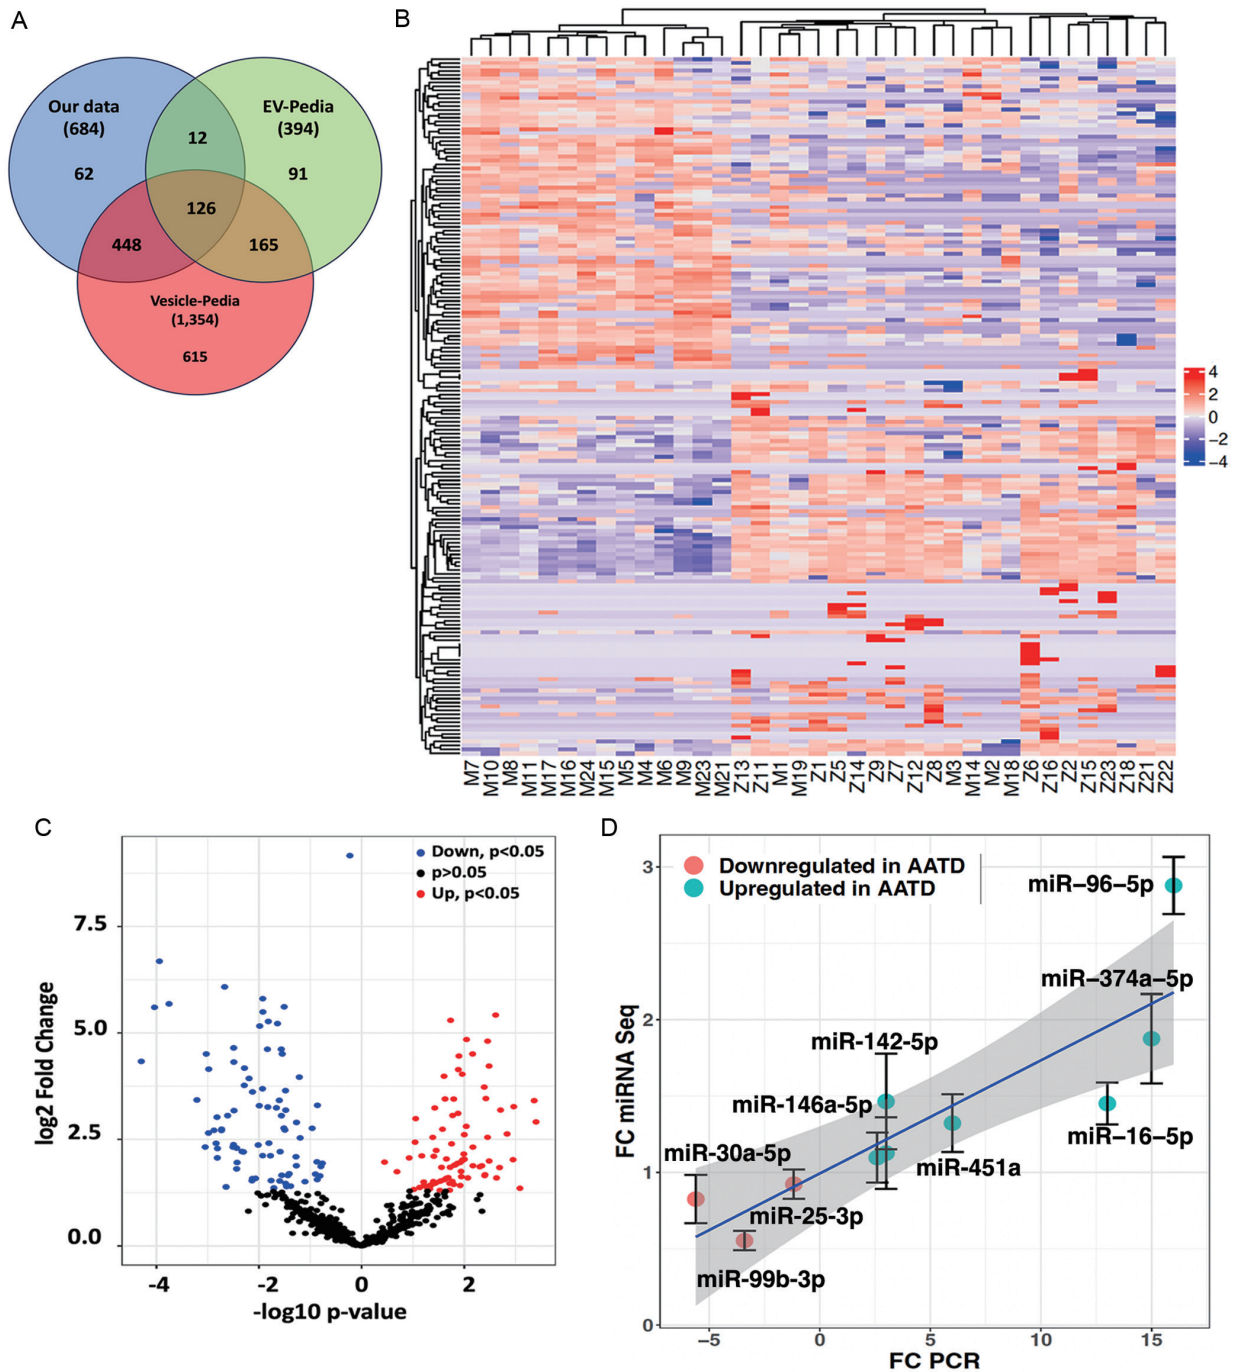 A
Our data
(684)
62
12
EV-Pedia
(394)
91
126
448
165
Vesicle-Pedia
(1,354)
615
B
4
2
0
−2
−4
M7
M10
M8
M11
M17
M16
M24
M15
M5
M4
M6
M9
M23
M21
Z13
Z11
M1
M19
Z1
Z5
Z14
Z9
Z7
Z12
Z8
M3
M14
M2
M18
Z6
Z16
Z2
Z15
Z23
Z18
Z21
Z22
C
Down, p<0.05
p>0.05
Up, p<0.05
log2 Fold Change
7.5
5.0
2.5
0.0
-4
-2
0
2
-log10 p-value
D
Downregulated in AATD
Upregulated in AATD
miR−96−5p
miR−374a−5p
miR-142-5p
miR-146a-5p
miR−16−5p
miR-30a-5p
miR-451a
miR-25-3p
miR-99b-3p
FC miRNA Seq
3
2
1
0
−5
0
5
10
15
FC PCR